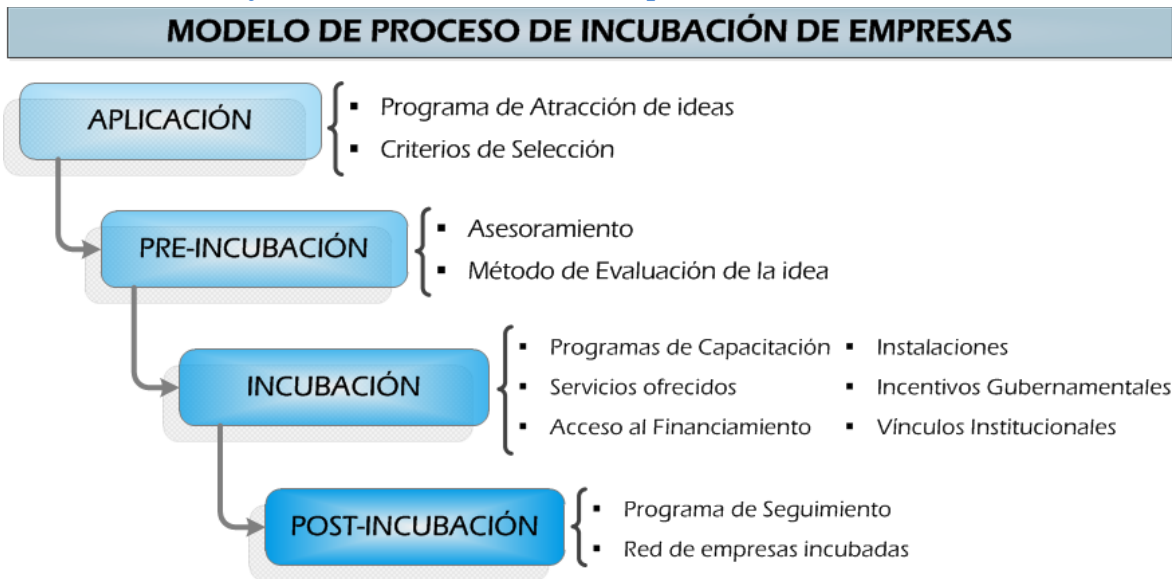 MODELO DE PROCESO DE INCUBACIÓN DE EMPRESAS
APLICACIÓN
▪ Programa de Atracción de ideas
▪ Criterios de Selección
PRE-INCUBACIÓN
▪ Asesoramiento
▪ Método de Evaluación de la idea
INCUBACIÓN
▪ Programas de Capacitación ▪ Instalaciones
▪ Servicios ofrecidos ▪ Incentivos Gubernamentales
▪ Acceso al Financiamiento ▪ Vínculos Institucionales
POST-INCUBACIÓN
▪ Programa de Seguimiento
▪ Red de empresas incubadas